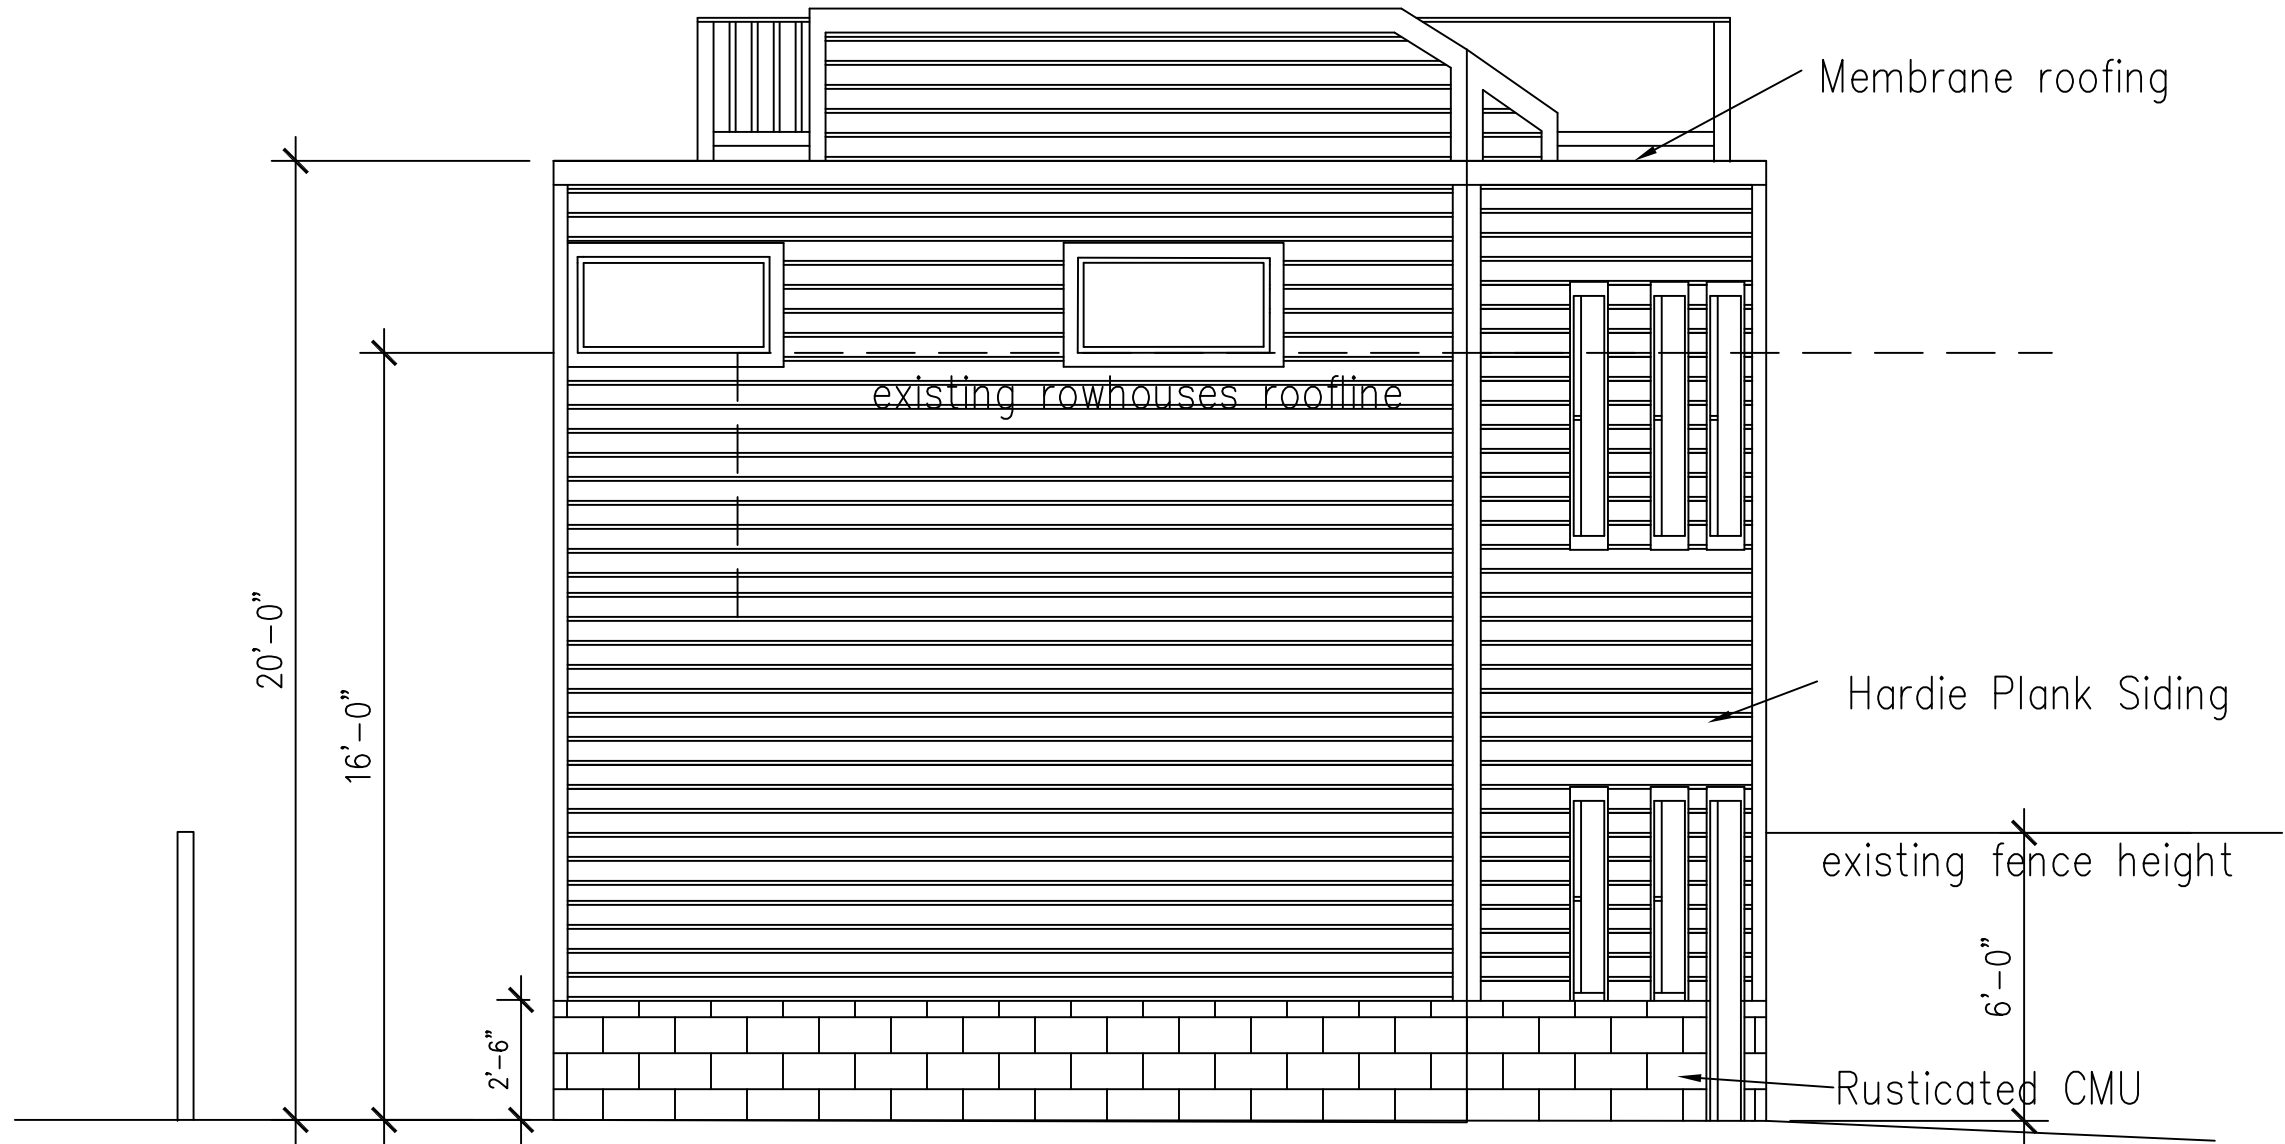 Membrane roofing
existing rowhouses roofline
20'-0"
16'-0"
Hardie Plank Siding
existing fence height
6'-0"
2'-6"
Rusticated CMU